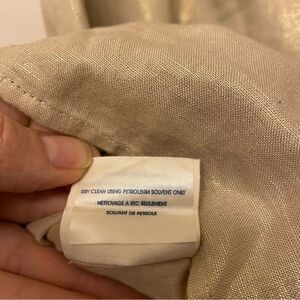 DRY CLEAN USING PETROLEUM SOLVENT ONLY
NETTOYAGE A SEC SEULEMENT
SOLVANT DE PETROLE